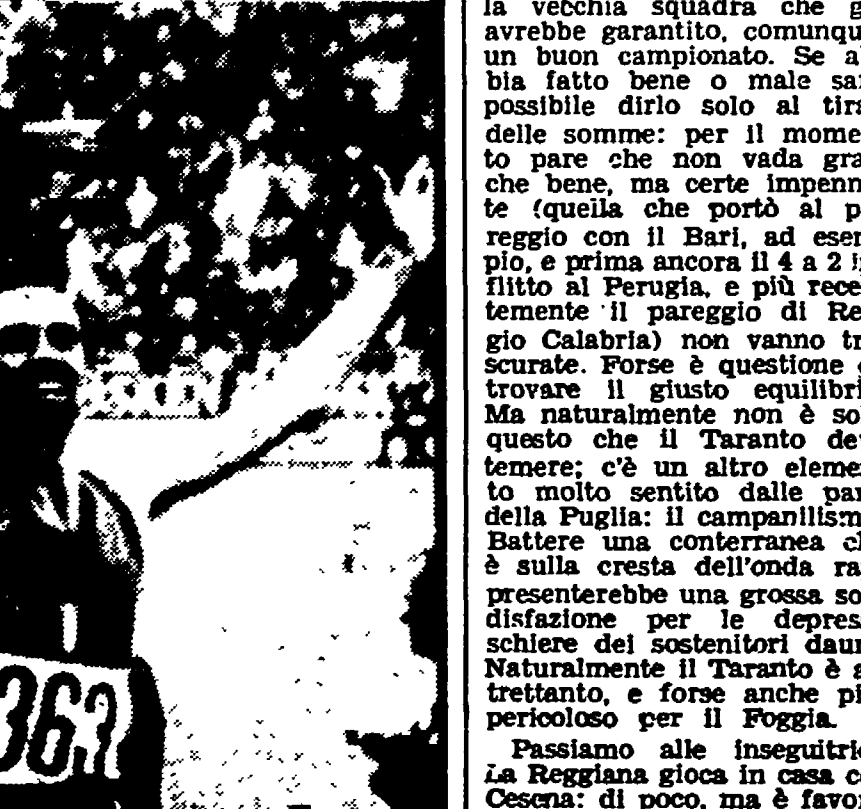 363
la vecchia squadra che g
avrebbe garantito, comunqu
un buon campionato. Se a
bia fatto bene o male sar
possibile dirlo solo al tir
delle somme: per il mome
to pare che non vada gra
che bene, ma certe impenn
te (quella che portò al p
reggio con il Bari, ad esem
pio, e prima ancora il 4 a 2 i
flitto al Perugia, e più rece
temente il pareggio di Re
gio Calabria) non vanno tr
scurate. Forse è questione
trovare il giusto equilibri
Ma naturalmente non è so
questo che il Taranto de
temere; c'è un altro eleme
to molto sentito dalle par
della Puglia: il campanilism
Battere una conterranea ch
è sulla cresta dell'onda ra
presenterebbe una grossa so
disfazione per le depres
schiere dei sostenitori daun
Naturalmente il Taranto è a
trettanto, e forse anche pi
pericoloso per il Foggia.
Passiamo alle inseguitric
La Reggiana gioca in casa c
Cesena: di poco, ma è favor